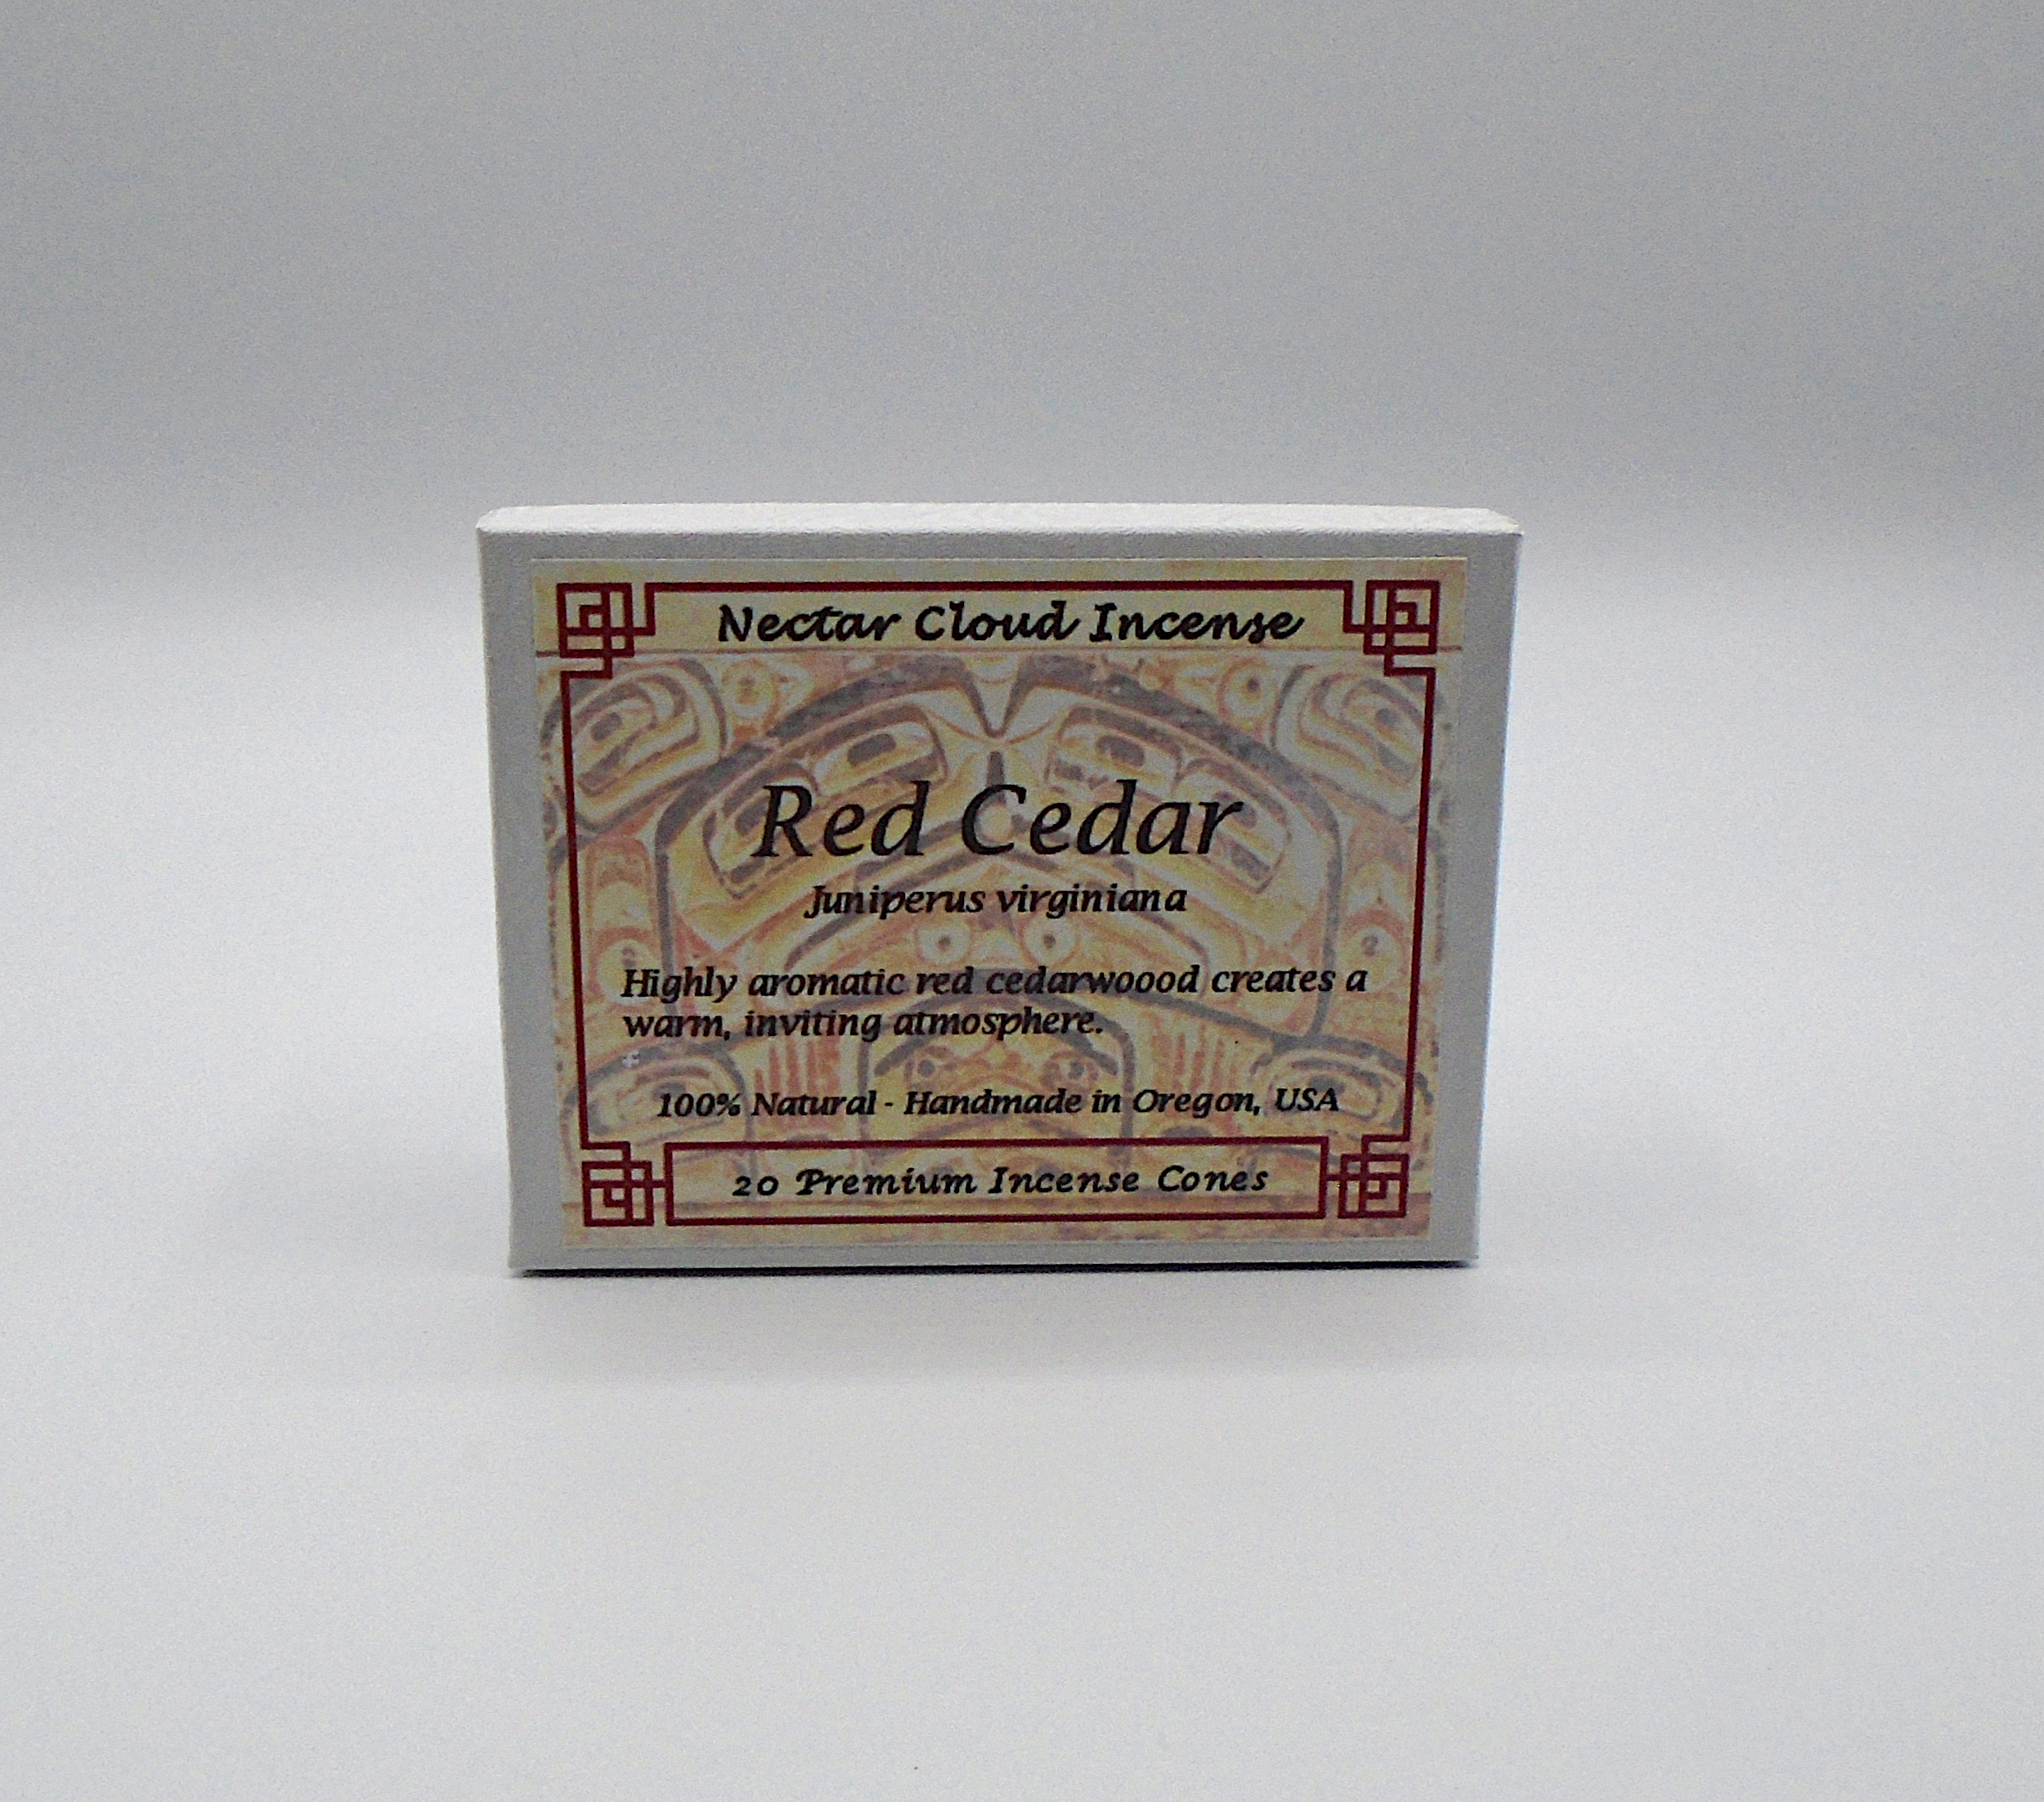 Nectar Cloud Incense
Red Cedar
Juniperus virginiana
Highly aromatic red cedarwoood creates a
warm, inviting atmosphere.
100% Natural - Handmade in Oregon, USA
20 Premium Incense Cones